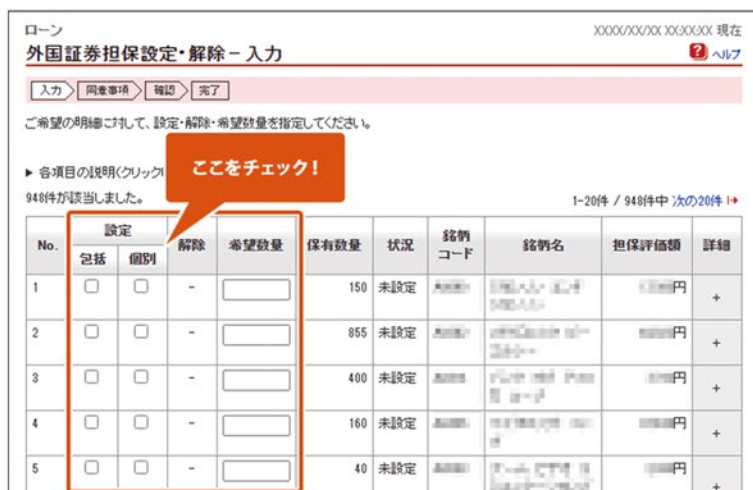 ローン
XXXX/XX/XX XX:XX:XX 現在
外国証券担保設定・解除－入力
? ヘルプ
入力 同意事項 確認 完了
ご希望の明細に対して、設定・解除・希望数量を指定してください。
▶ 各項目の説明(クリック
ここをチェック!
948件が該当しました。
1-20件 / 948件中 次の20件
No. 設定 解除 希望数量 保有数量 状況 銘柄コード 銘柄名 担保評価額 詳細
包括 個別
1 - 150 未設定 円 +
2 - 855 未設定 円 +
3 - 400 未設定 円 +
4 - 160 未設定 円 +
5 - 40 未設定 円 +